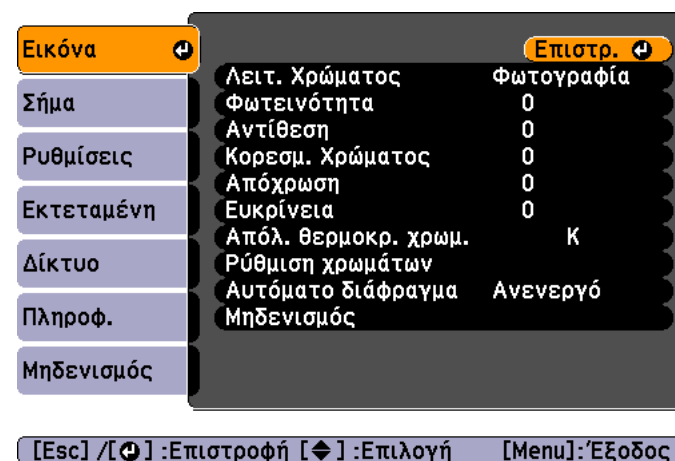 Εικόνα
Σήμα
Ρυθμίσεις
Εκτεταμένη
Δίκτυο
Πληροφ.
Μηδενισμός
Επιστρ.
Λειτ. Χρώματος Φωτογραφία
Φωτεινότητα 0
Αντίθεση 0
Κορεσμ. Χρώματος 0
Απόχρωση 0
Ευκρίνεια 0
Απόλ. θερμοκρ. χρωμ. K
Ρύθμιση χρωμάτων
Αυτόματο διάφραγμα Ανενεργό
Μηδενισμός
[Esc] /[ ] :Επιστροφή [ ] :Επιλογή [Menu]:Έξοδος